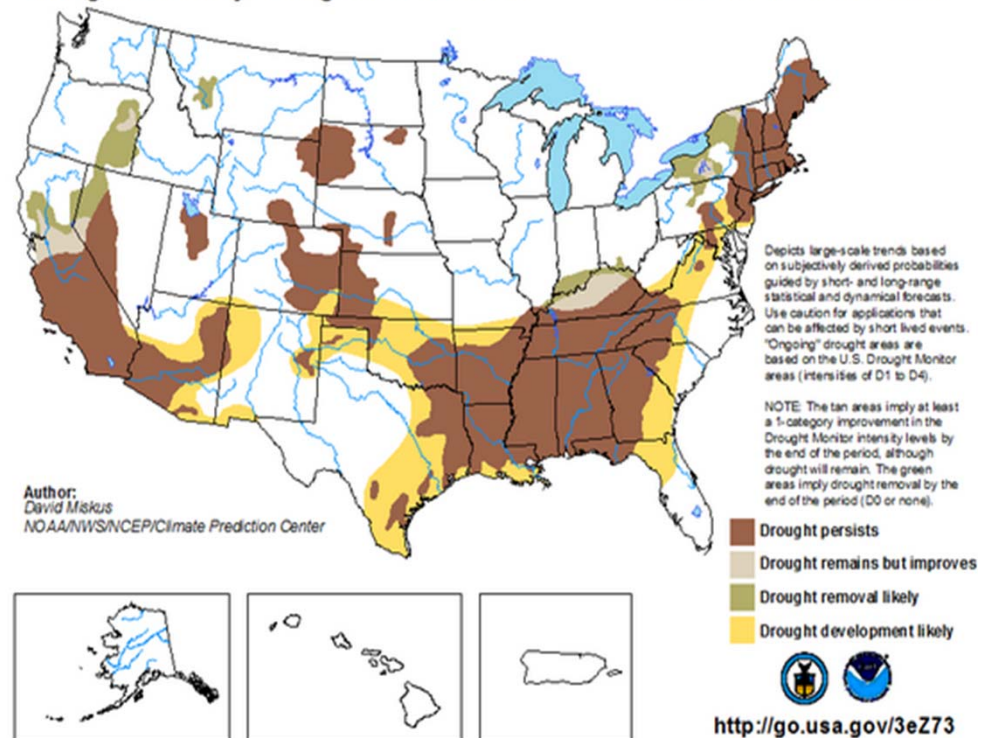 Depicts large-scale trends based
on subjectively derived probabilities
guided by short- and long-range
statistical and dynamical forecasts.
Use caution for applications that
can be affected by short lived events.
"Ongoing" drought areas are
based on the U.S. Drought Monitor
areas (intensities of D1 to D4).
NOTE: The tan areas imply at least
a 1-category improvement in the
Drought Monitor intensity levels by
the end of the period, although
drought will remain. The green
areas imply drought removal by the
end of the period (D0 or none).
Author:
David Miskus
NOAA/NWS/NCEP/Climate Prediction Center
Drought persists
Drought remains but improves
Drought removal likely
Drought development likely
http://go.usa.gov/3eZ73